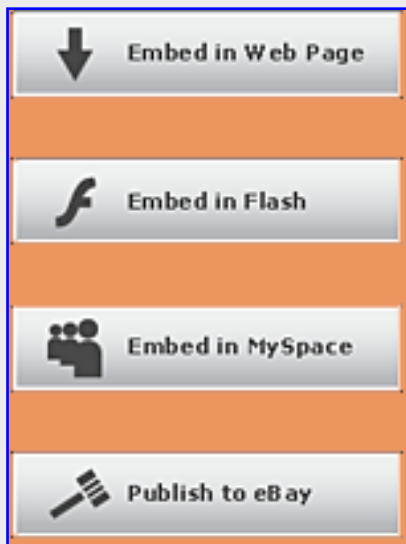 Embed in Web Page
Embed in Flash
Embed in MySpace
Publish to eBay